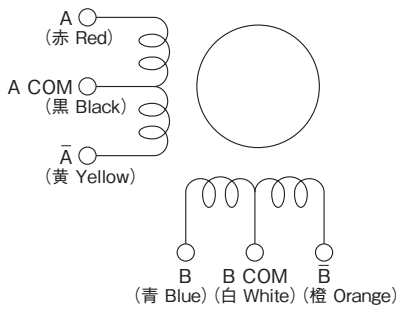 A
(赤 Red)
A COM
(黒 Black)
Ā
(黄 Yellow)
B B COM B̄
(青 Blue) (白 White) (橙 Orange)